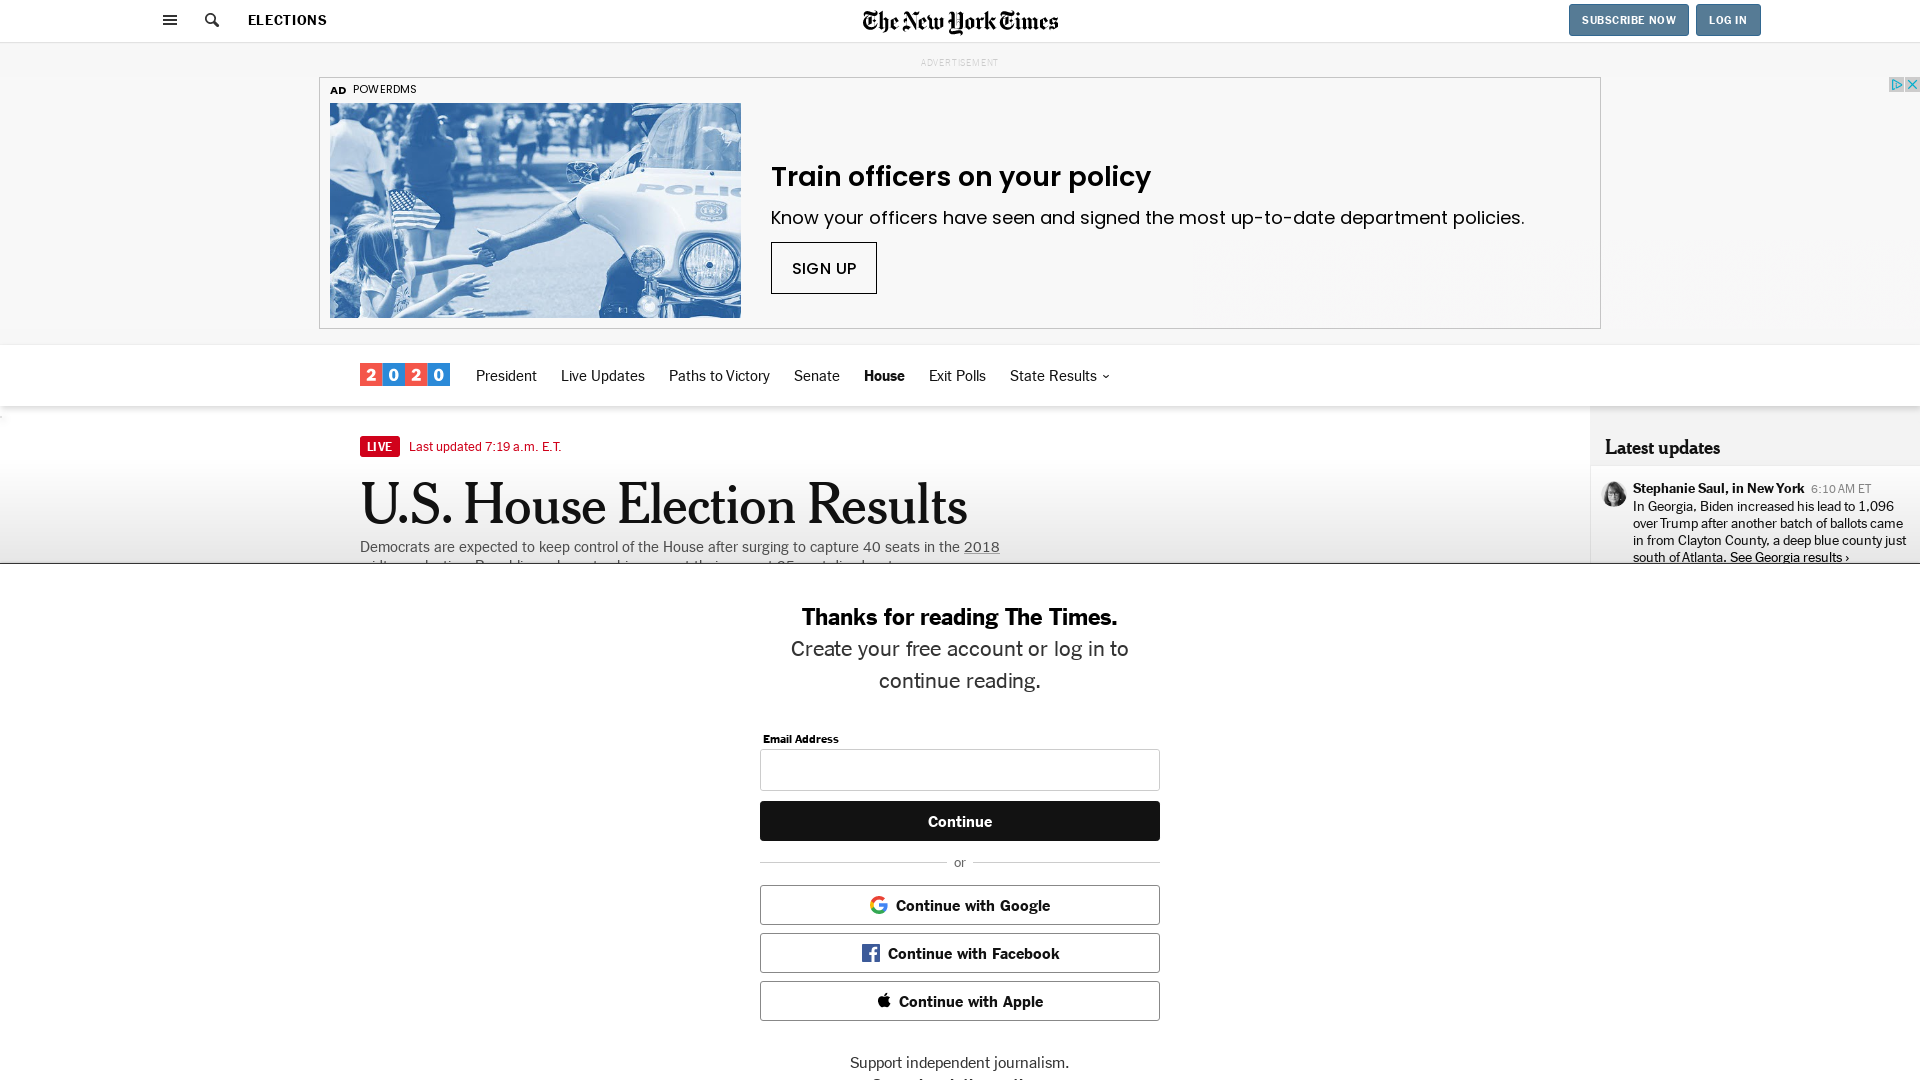 ELECTIONS
The New York Times
SUBSCRIBE NOW
LOG IN
ADVERTISEMENT
AD POWERDMS
POLIC
Train officers on your policy
Know your officers have seen and signed the most up-to-date department policies.
SIGN UP
2020
President
Live Updates
Paths to Victory
Senate
House
Exit Polls
State Results
LIVE Last updated 7:19 a.m. E.T.
U.S. House Election Results
Democrats are expected to keep control of the House after surging to capture 40 seats in the 2018
Latest updates
Stephanie Saul, in New York 6:10 AM ET
In Georgia, Biden increased his lead to 1,096
over Trump after another batch of ballots came
in from Clayton County, a deep blue county just
south of Atlanta. See Georgia results ›
Thanks for reading The Times.
Create your free account or log in to
continue reading.
Email Address
Continue
or
Continue with Google
Continue with Facebook
Continue with Apple
Support independent journalism.